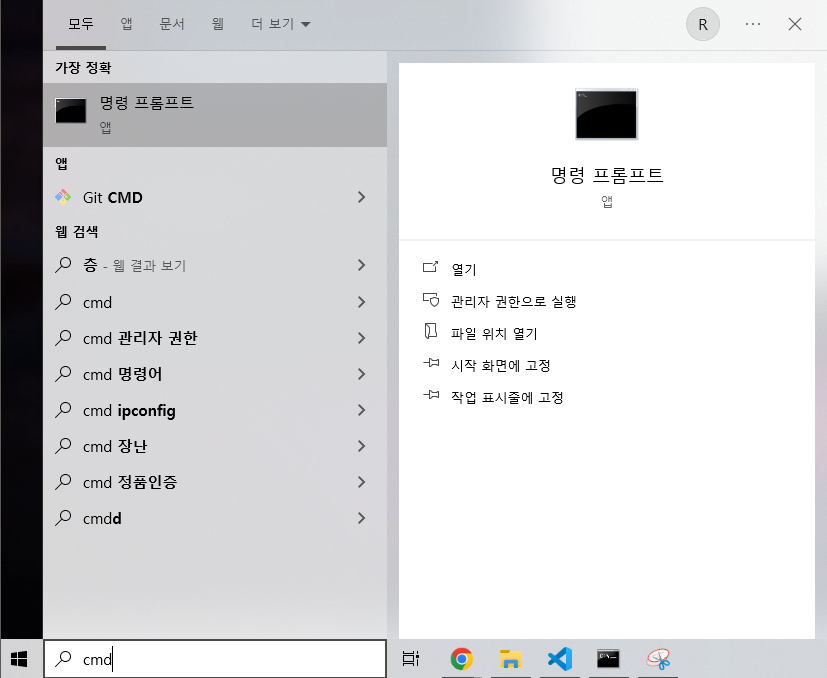 모두 앱 문서 웹 더 보기
R
가장 정확
명령 프롬프트
앱
앱
Git CMD
웹 검색
층 - 웹 결과 보기
cmd
cmd 관리자 권한
cmd 명령어
cmd ipconfig
cmd 장난
cmd 정품인증
cmdd
명령 프롬프트
앱
열기
관리자 권한으로 실행
파일 위치 열기
시작 화면에 고정
작업 표시줄에 고정
cmd